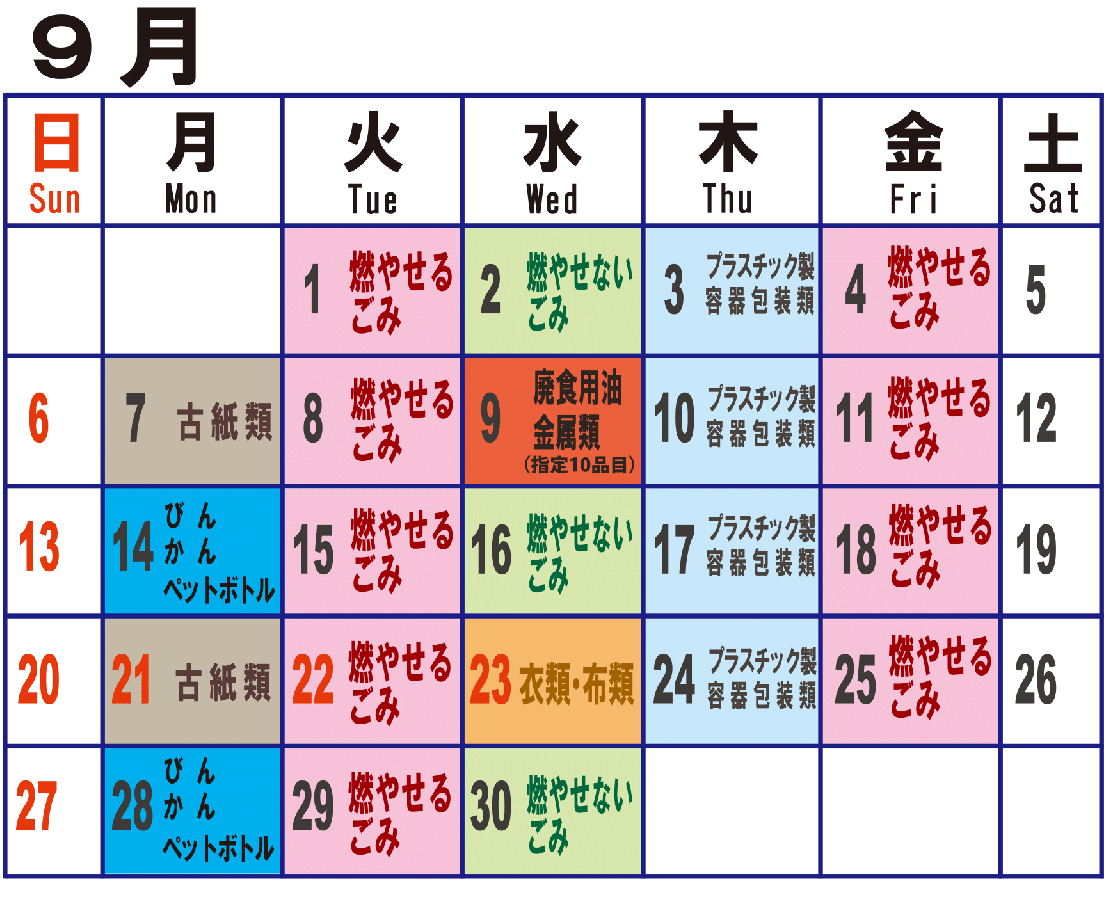 9月
日 月 火 水 木 金 土
Sun Mon Tue Wed Thu Fri Sat
1 燃やせる
ごみ
2 燃やせない
ごみ
3 プラスチック製
容器包装類
4 燃やせる
ごみ
5
6
7 古紙類
8 燃やせる
ごみ
9 廃食用油
金属類
(指定10品目)
10 プラスチック製
容器包装類
11 燃やせる
ごみ
12
13
14 びん
かん
ペットボトル
15 燃やせる
ごみ
16 燃やせない
ごみ
17 プラスチック製
容器包装類
18 燃やせる
ごみ
19
20
21 古紙類
22 燃やせる
ごみ
23 衣類・布類
24 プラスチック製
容器包装類
25 燃やせる
ごみ
26
27
28 びん
かん
ペットボトル
29 燃やせる
ごみ
30 燃やせない
ごみ